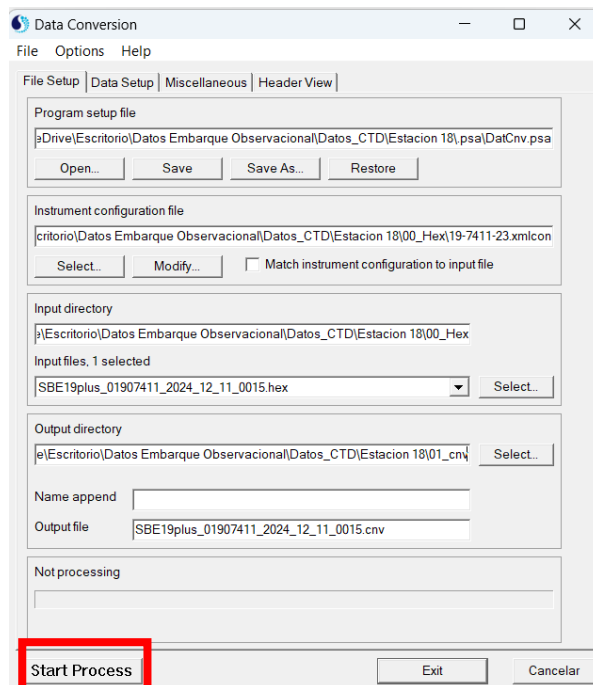 Data Conversion
File Options Help
File Setup Data Setup Miscellaneous Header View
Program setup file
eDrive\Escritorio\Datos Embarque Observacional\Datos_CTD\Estacion 18\.psa\DatCnv.psa
Open... Save Save As... Restore
Instrument configuration file
critorio\Datos Embarque Observacional\Datos_CTD\Estacion 18\00_Hex\19-7411-23.xmlcon
Select... Modify... Match instrument configuration to input file
Input directory
e\Escritorio\Datos Embarque Observacional\Datos_CTD\Estacion 18\00_Hex
Input files, 1 selected
SBE19plus_01907411_2024_12_11_0015.hex Select...
Output directory
e\Escritorio\Datos Embarque Observacional\Datos_CTD\Estacion 18\01_cnv Select...
Name append
Output file SBE19plus_01907411_2024_12_11_0015.cnv
Not processing
Start Process Exit Cancelar